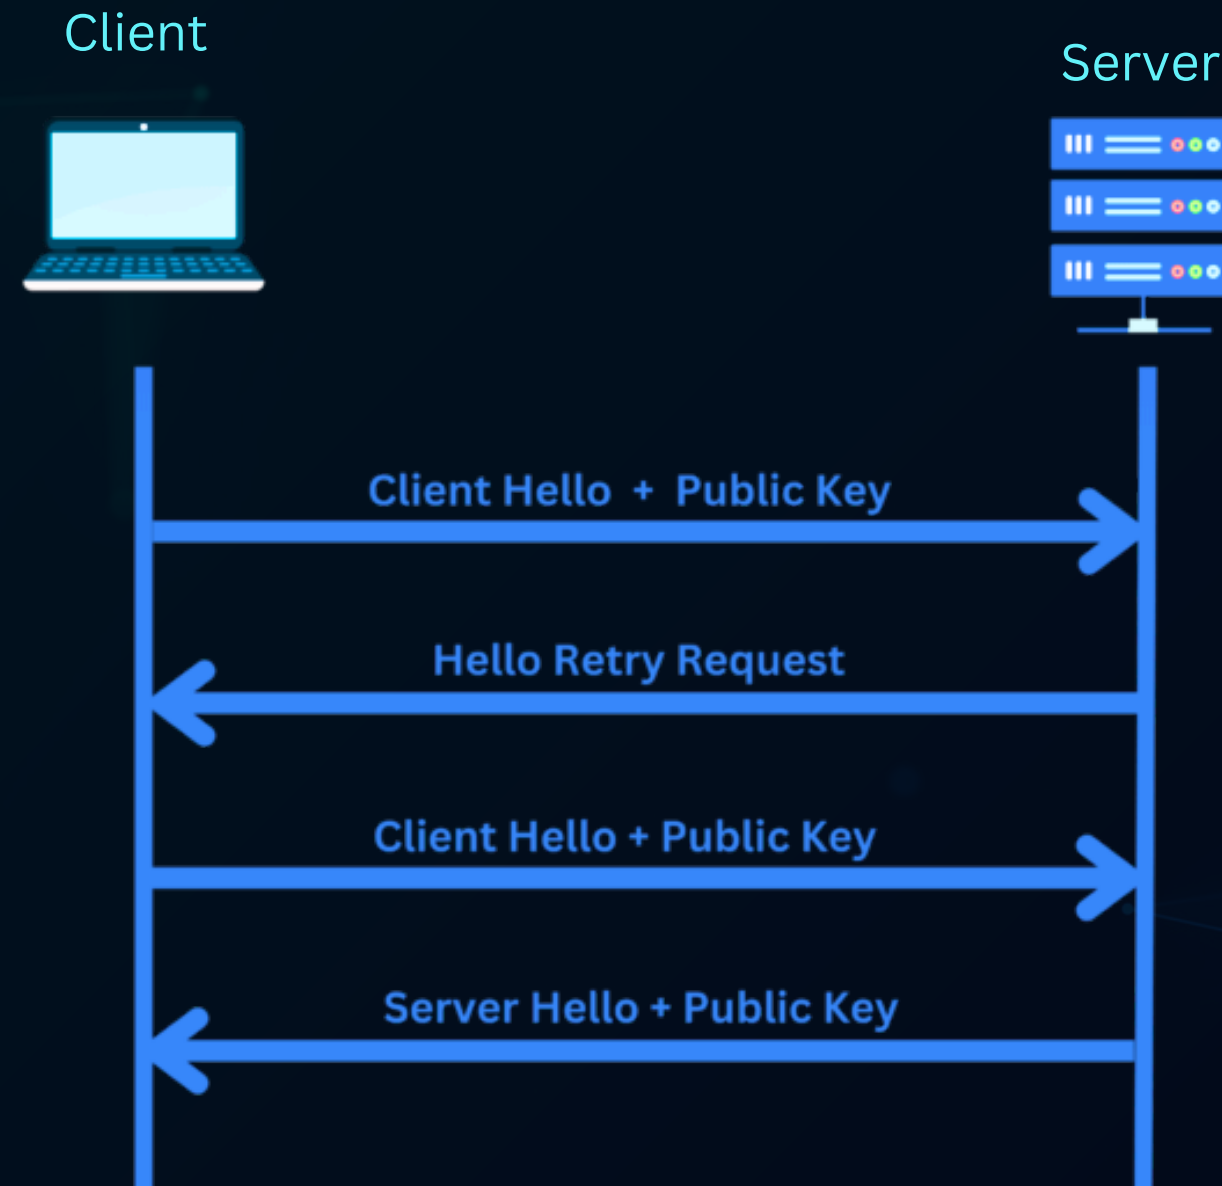 Client
Server
Client Hello + Public Key
Hello Retry Request
Client Hello + Public Key
Server Hello + Public Key